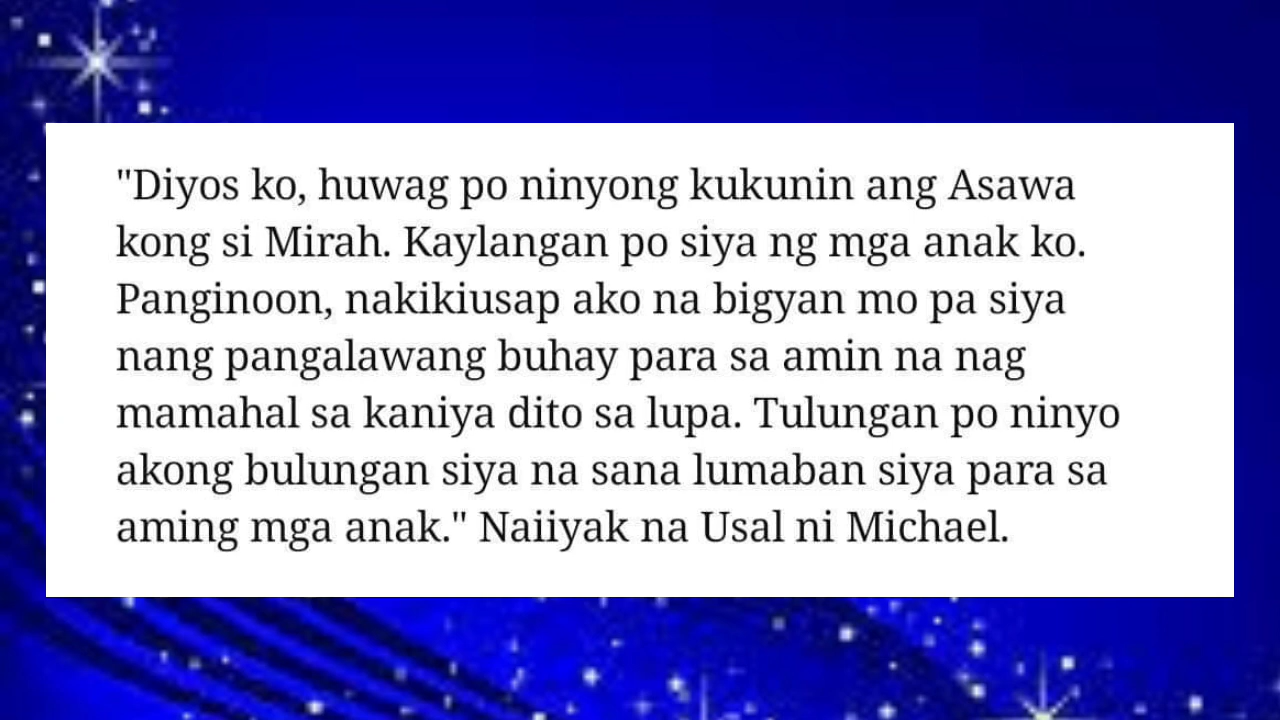 "Diyos ko, huwag po ninyong kukunin ang Asawa
kong si Mirah. Kaylangan po siya ng mga anak ko.
Panginoon, nakikiusap ako na bigyan mo pa siya
nang pangalawang buhay para sa amin na nag
mamahal sa kaniya dito sa lupa. Tulungan po ninyo
akong bulungan siya na sana lumaban siya para sa
aming mga anak." Naiiyak na Usal ni Michael.